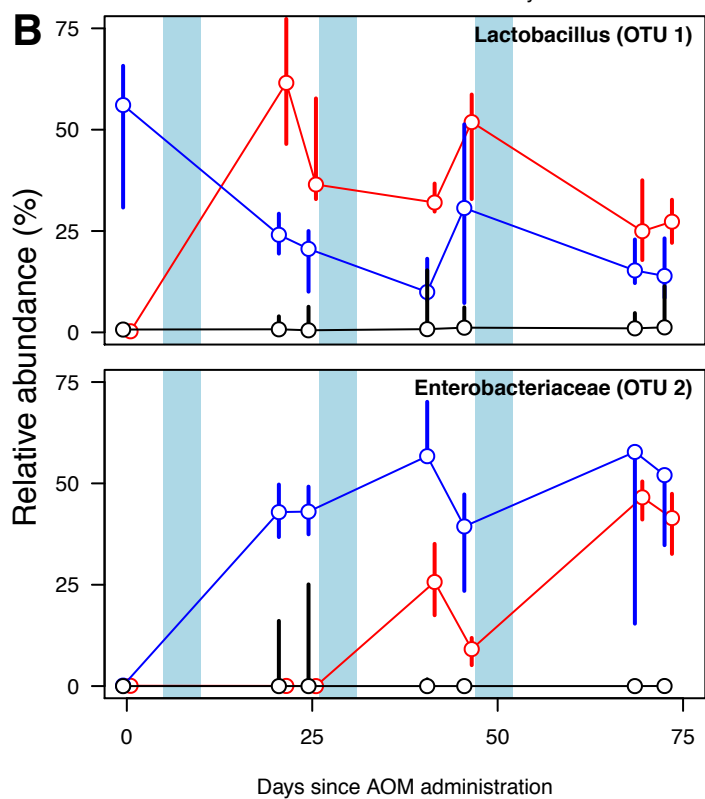 B
Lactobacillus (OTU 1)
75
50
25
0
Enterobacteriaceae (OTU 2)
75
50
25
0
Relative abundance (%)
0 25 50 75
Days since AOM administration